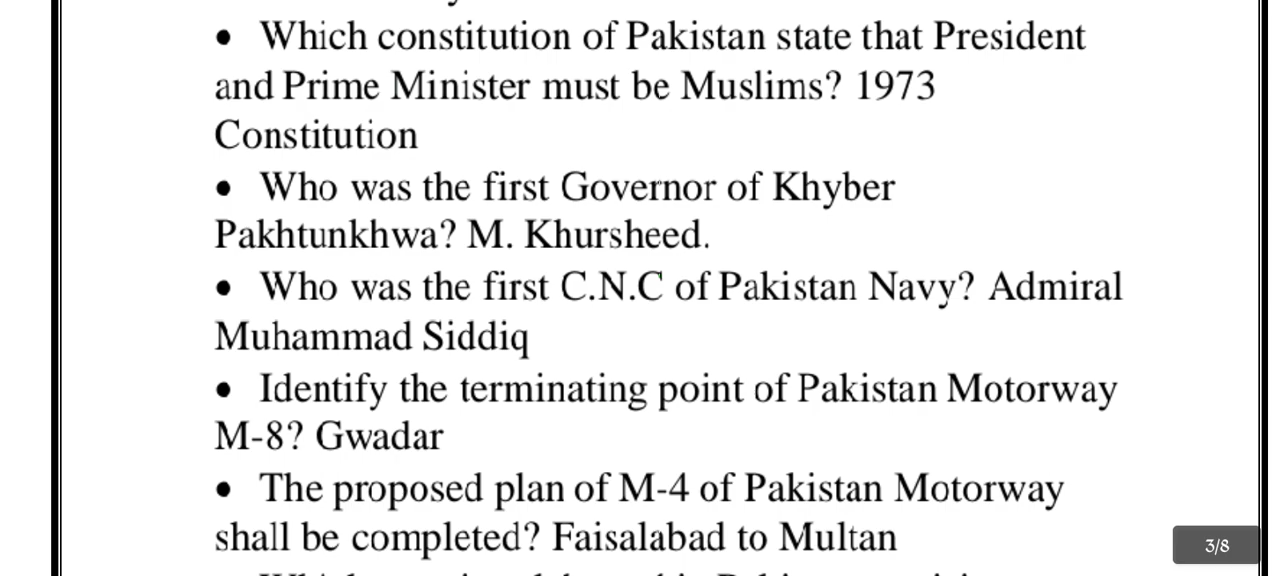 • Which constitution of Pakistan state that President
and Prime Minister must be Muslims? 1973
Constitution
• Who was the first Governor of Khyber
Pakhtunkhwa? M. Khursheed.
• Who was the first C.N.C of Pakistan Navy? Admiral
Muhammad Siddiq
• Identify the terminating point of Pakistan Motorway
M-8? Gwadar
• The proposed plan of M-4 of Pakistan Motorway
shall be completed? Faisalabad to Multan
3/8